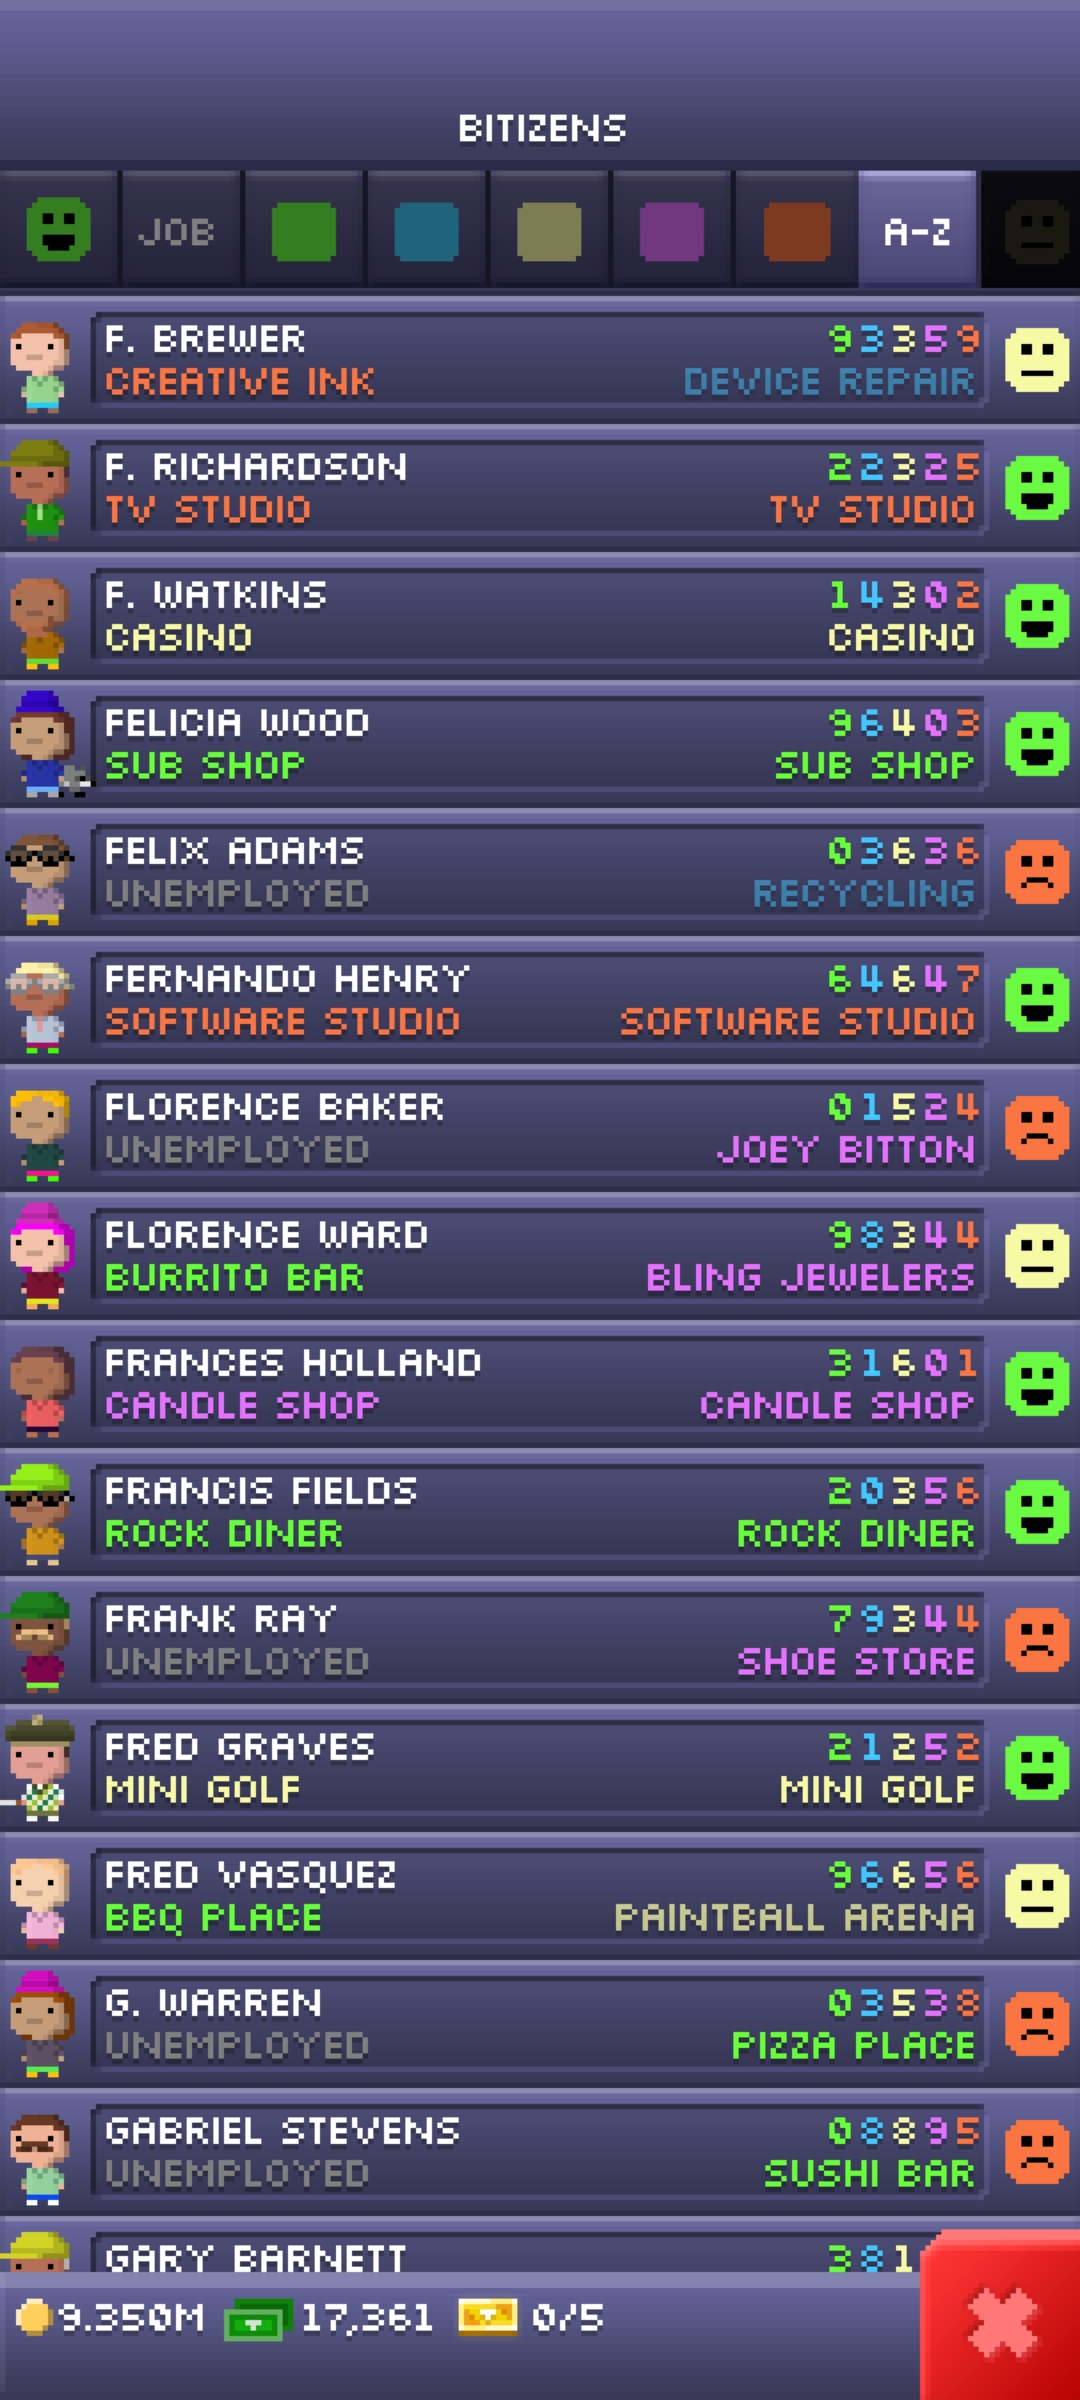 BITIZENS
JOB
A-Z
F. BREWER 93359
CREATIVE INK DEVICE REPAIR
F. RICHARDSON 22325
TV STUDIO TV STUDIO
F. WATKINS 14302
CASINO CASINO
FELICIA WOOD 96403
SUB SHOP SUB SHOP
FELIX ADAMS 03636
UNEMPLOYED RECYCLING
FERNANDO HENRY 64647
SOFTWARE STUDIO SOFTWARE STUDIO
FLORENCE BAKER 01524
UNEMPLOYED JOEY BITTON
FLORENCE WARD 98344
BURRITO BAR BLING JEWELERS
FRANCES HOLLAND 31601
CANDLE SHOP CANDLE SHOP
FRANCIS FIELDS 20356
ROCK DINER ROCK DINER
FRANK RAY 79344
UNEMPLOYED SHOE STORE
FRED GRAVES 21252
MINI GOLF MINI GOLF
FRED VASQUEZ 96656
BBQ PLACE PAINTBALL ARENA
G. WARREN 03538
UNEMPLOYED PIZZA PLACE
GABRIEL STEVENS 08895
UNEMPLOYED SUSHI BAR
GARY BARNETT 381
9.350M 17,361 0/5